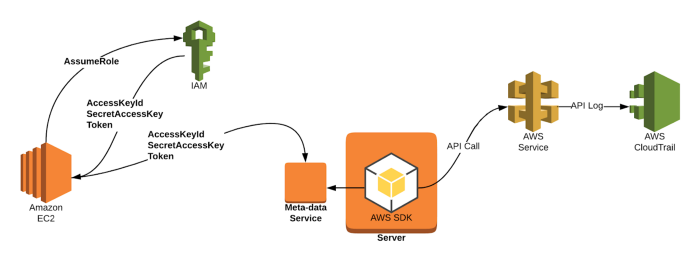 AssumeRole
IAM
AccessKeyId
SecretAccessKey
Token
AccessKeyId
SecretAccessKey
Token
Amazon
EC2
Meta-data
Service
AWS SDK
Server
API Call
AWS
Service
API Log
AWS
CloudTrail